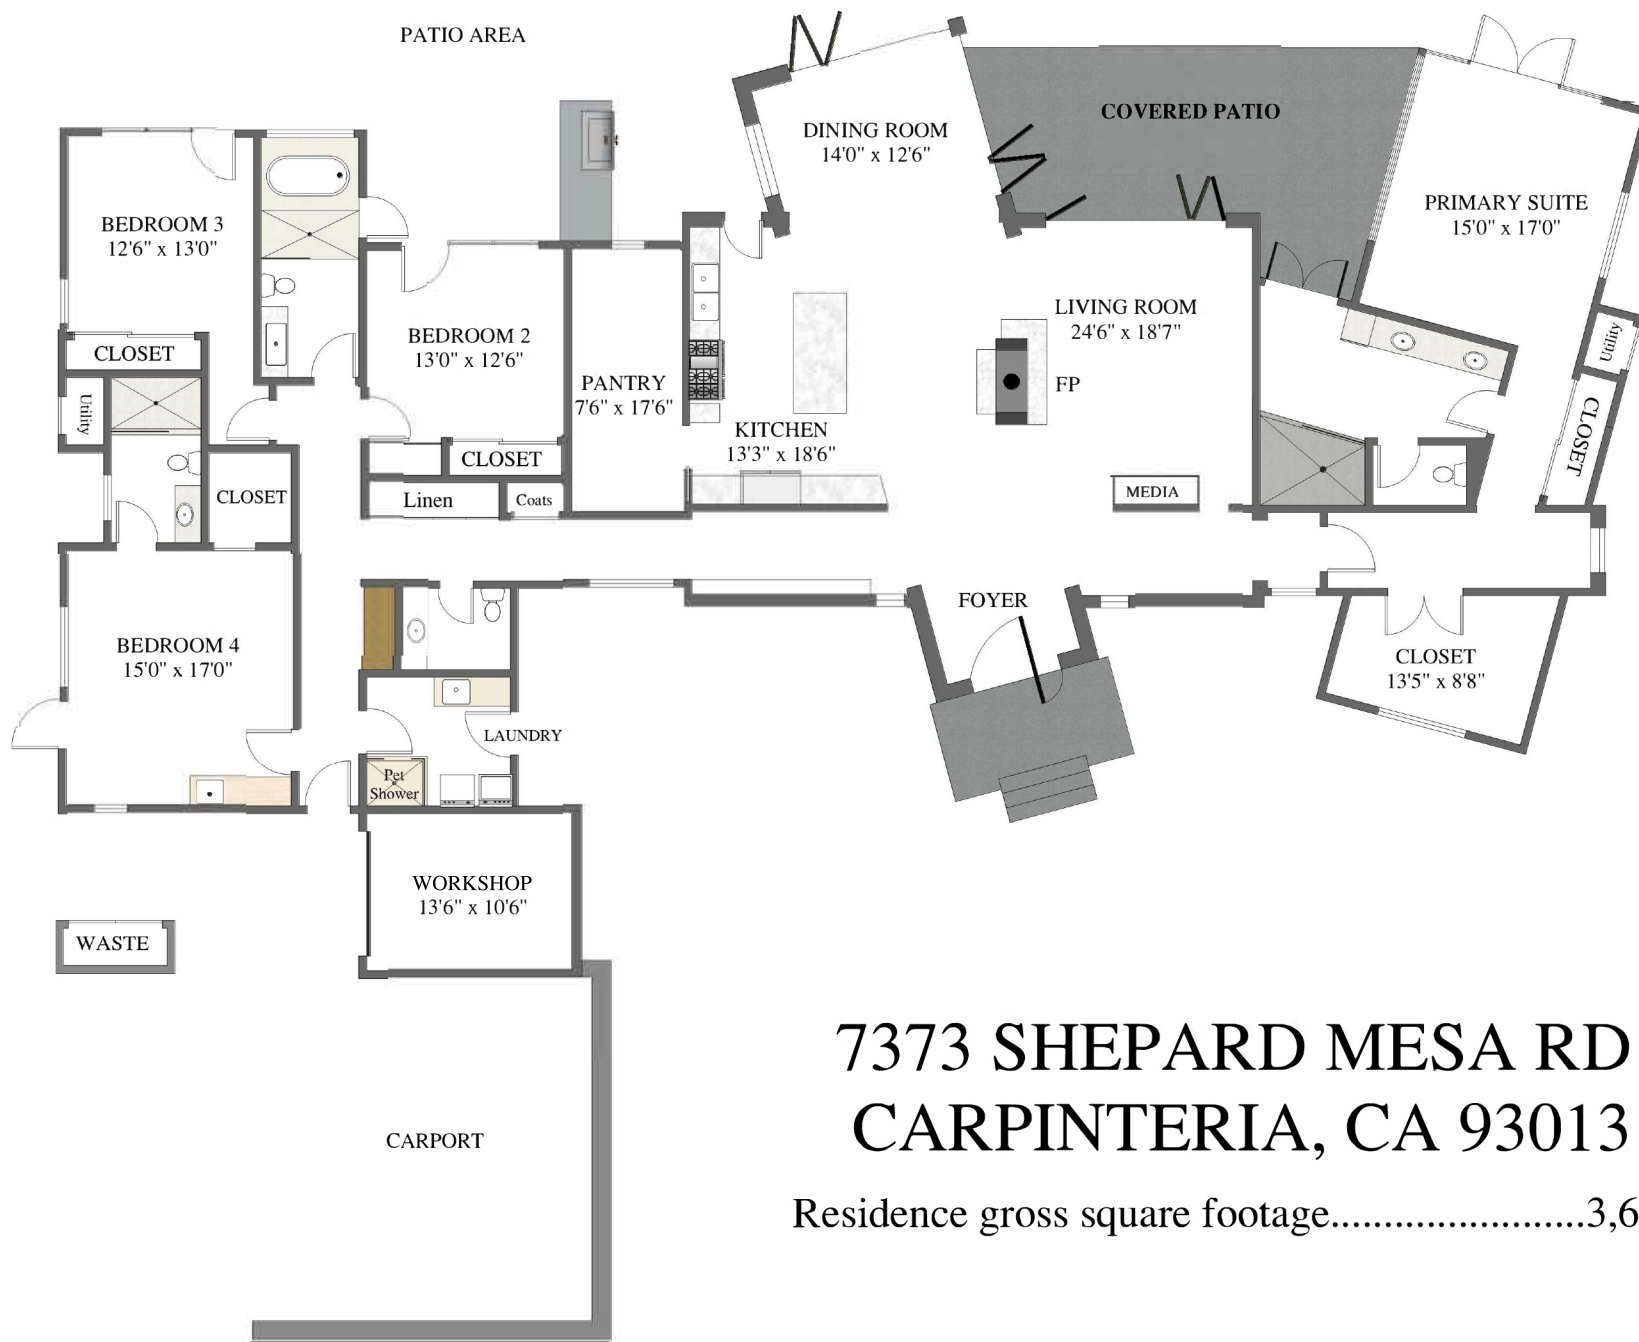 PATIO AREA
COVERED PATIO
DINING ROOM
14'0" x 12'6"
BEDROOM 3
12'6" x 13'0"
PRIMARY SUITE
15'0" x 17'0"
BEDROOM 2
13'0" x 12'6"
LIVING ROOM
24'6" x 18'7"
FP
Utility
CLOSET
PANTRY
7'6" x 17'6"
Utility
KITCHEN
13'3" x 18'6"
CLOSET
CLOSET
CLOSET
Linen
Coats
MEDIA
FOYER
BEDROOM 4
15'0" x 17'0"
CLOSET
13'5" x 8'8"
LAUNDRY
Pet
Shower
WORKSHOP
13'6" x 10'6"
WASTE
CARPORT
7373 SHEPARD MESA RD
CARPINTERIA, CA 93013
Residence gross square footage........................3,6